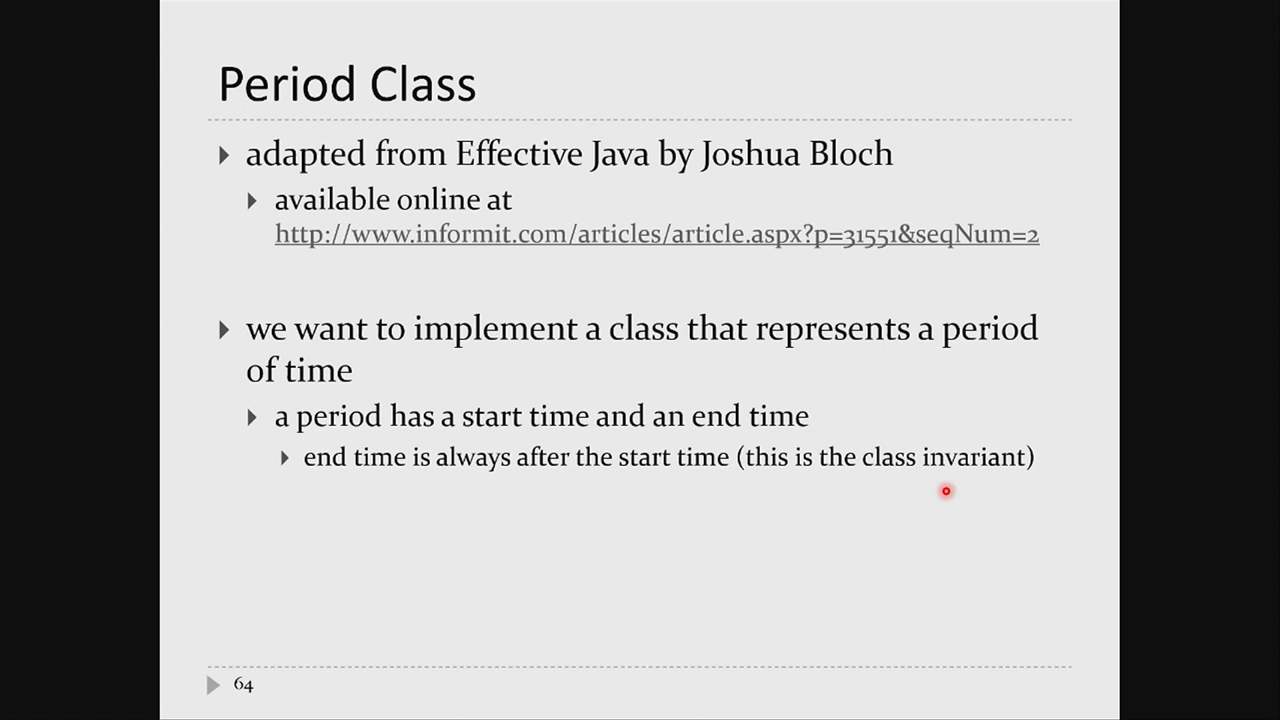 Period Class
adapted from Effective Java by Joshua Bloch
available online at
http://www.informit.com/articles/article.aspx?p=31551&seqNum=2
we want to implement a class that represents a period
of time
a period has a start time and an end time
end time is always after the start time (this is the class invariant)
64